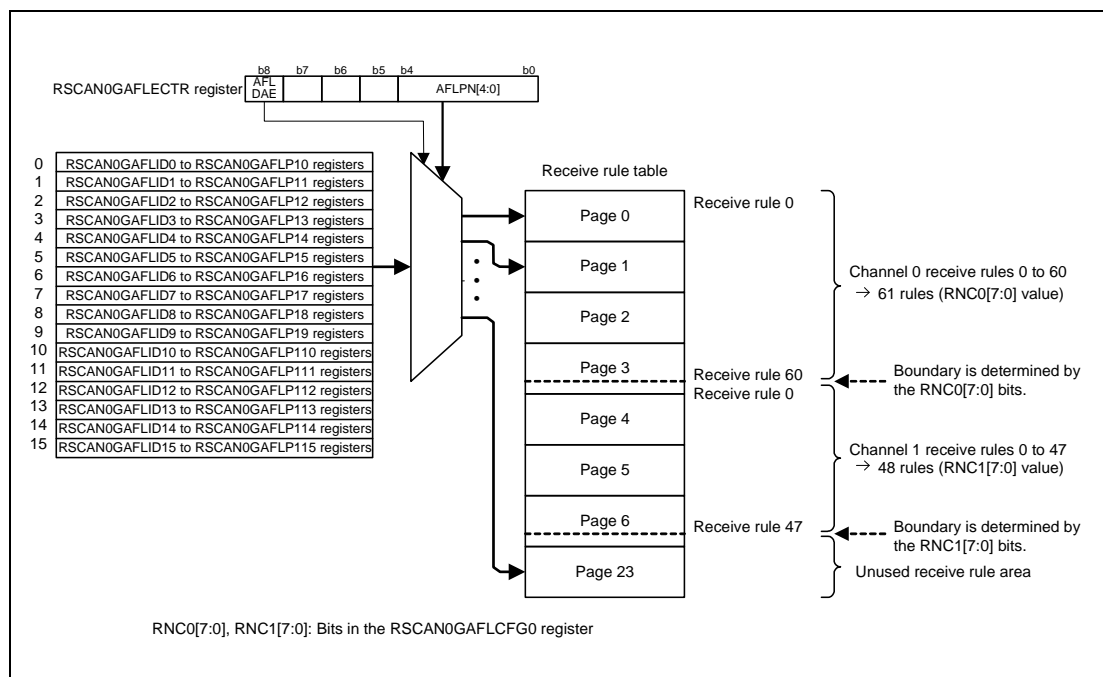 b8 b7 b6 b5 b4 b0
RSCAN0GAFLECTR register
AFL
DAE
AFLPN[4:0]
0 RSCAN0GAFLID0 to RSCAN0GAFLP10 registers
1 RSCAN0GAFLID1 to RSCAN0GAFLP11 registers
2 RSCAN0GAFLID2 to RSCAN0GAFLP12 registers
3 RSCAN0GAFLID3 to RSCAN0GAFLP13 registers
4 RSCAN0GAFLID4 to RSCAN0GAFLP14 registers
5 RSCAN0GAFLID5 to RSCAN0GAFLP15 registers
6 RSCAN0GAFLID6 to RSCAN0GAFLP16 registers
7 RSCAN0GAFLID7 to RSCAN0GAFLP17 registers
8 RSCAN0GAFLID8 to RSCAN0GAFLP18 registers
9 RSCAN0GAFLID9 to RSCAN0GAFLP19 registers
10 RSCAN0GAFLID10 to RSCAN0GAFLP110 registers
11 RSCAN0GAFLID11 to RSCAN0GAFLP111 registers
12 RSCAN0GAFLID12 to RSCAN0GAFLP112 registers
13 RSCAN0GAFLID13 to RSCAN0GAFLP113 registers
14 RSCAN0GAFLID14 to RSCAN0GAFLP114 registers
15 RSCAN0GAFLID15 to RSCAN0GAFLP115 registers
Receive rule table
Page 0
Page 1
Page 2
Page 3
Page 4
Page 5
Page 6
Page 23
Receive rule 0
Receive rule 60
Receive rule 0
Receive rule 47
Channel 0 receive rules 0 to 60
→ 61 rules (RNC0[7:0] value)
Boundary is determined by
the RNC0[7:0] bits.
Channel 1 receive rules 0 to 47
→ 48 rules (RNC1[7:0] value)
Boundary is determined by
the RNC1[7:0] bits.
Unused receive rule area
RNC0[7:0], RNC1[7:0]: Bits in the RSCAN0GAFLCFG0 register